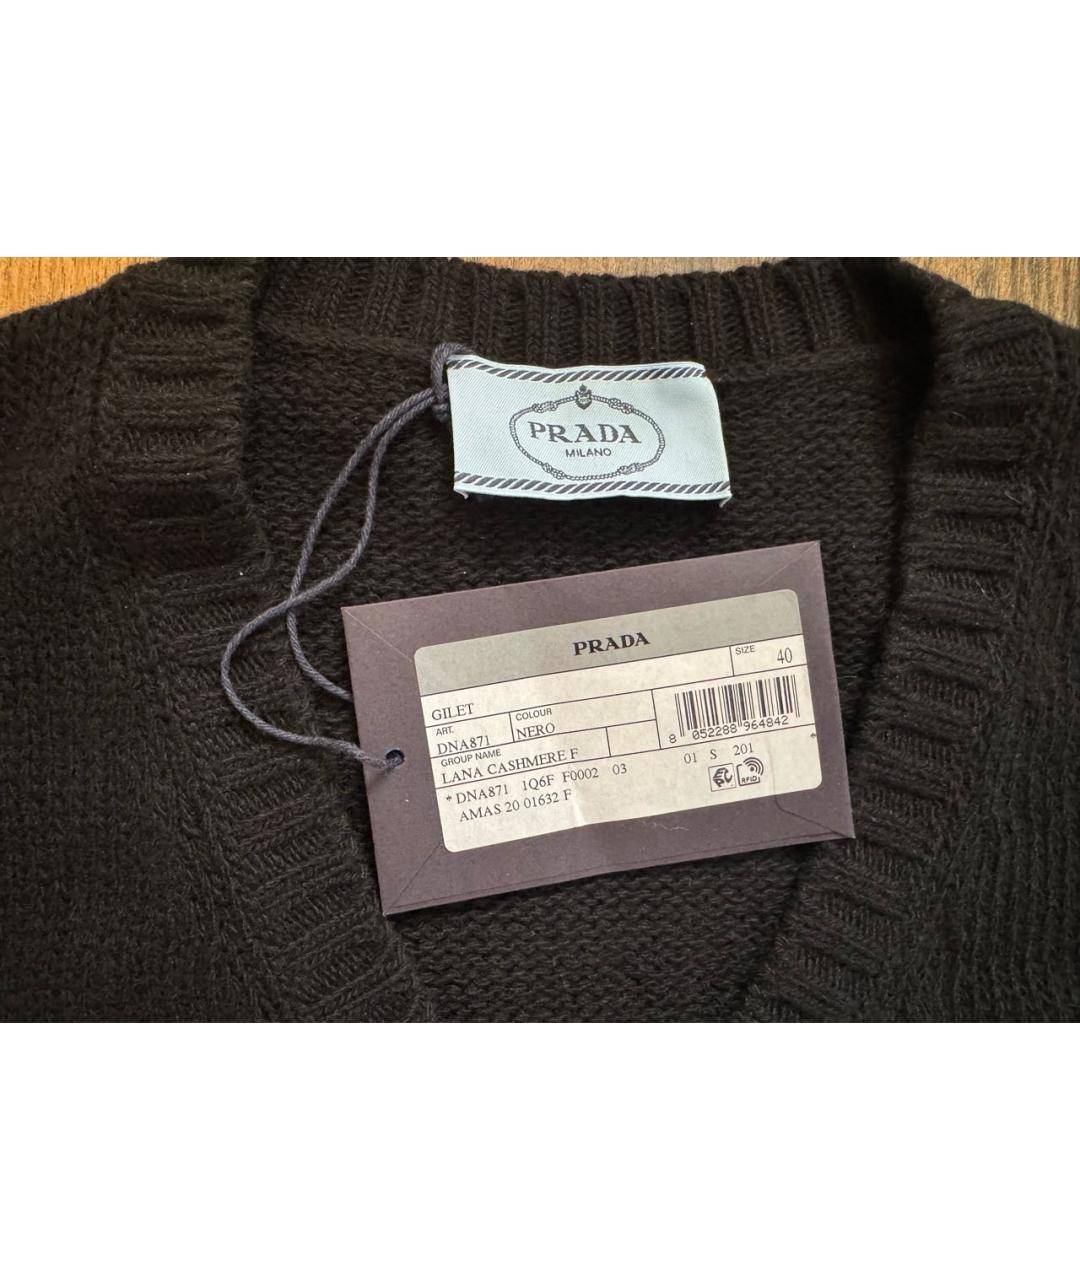 PRADA
MILANO
PRADA
SIZE 40
GILET
ART. COLOUR
DNA871 NERO
8 052288 964842
GROUP NAME
LANA CASHMERE F
* DNA871 1Q6F F0002 03 01 S 201 *
AMAS 20 01632 F
RFID